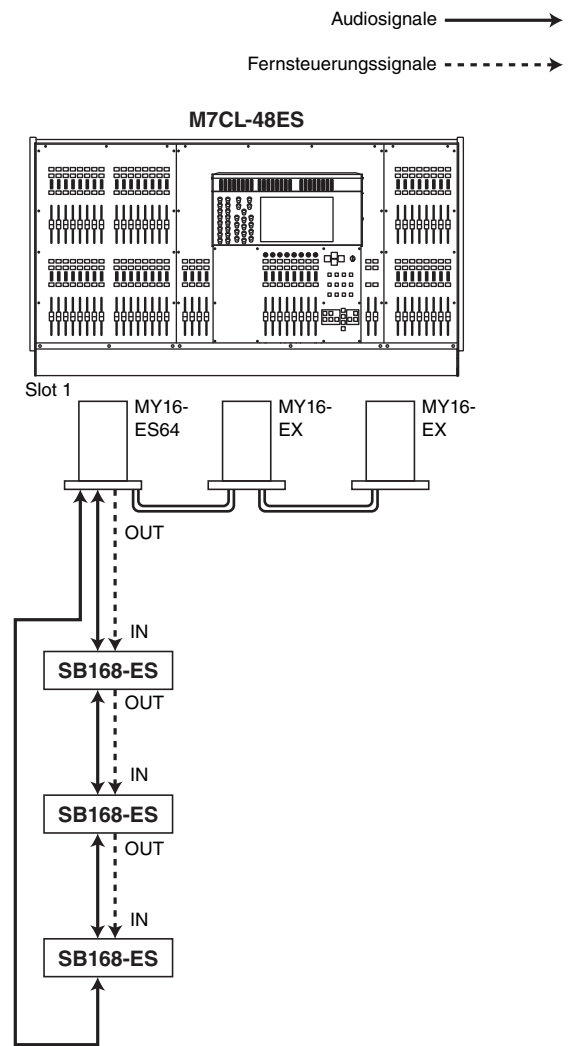 Audiosignale
Fernsteuerungssignale
M7CL-48ES
Slot 1
MY16-
ES64
MY16-
EX
MY16-
EX
OUT
IN
SB168-ES
OUT
IN
SB168-ES
OUT
IN
SB168-ES